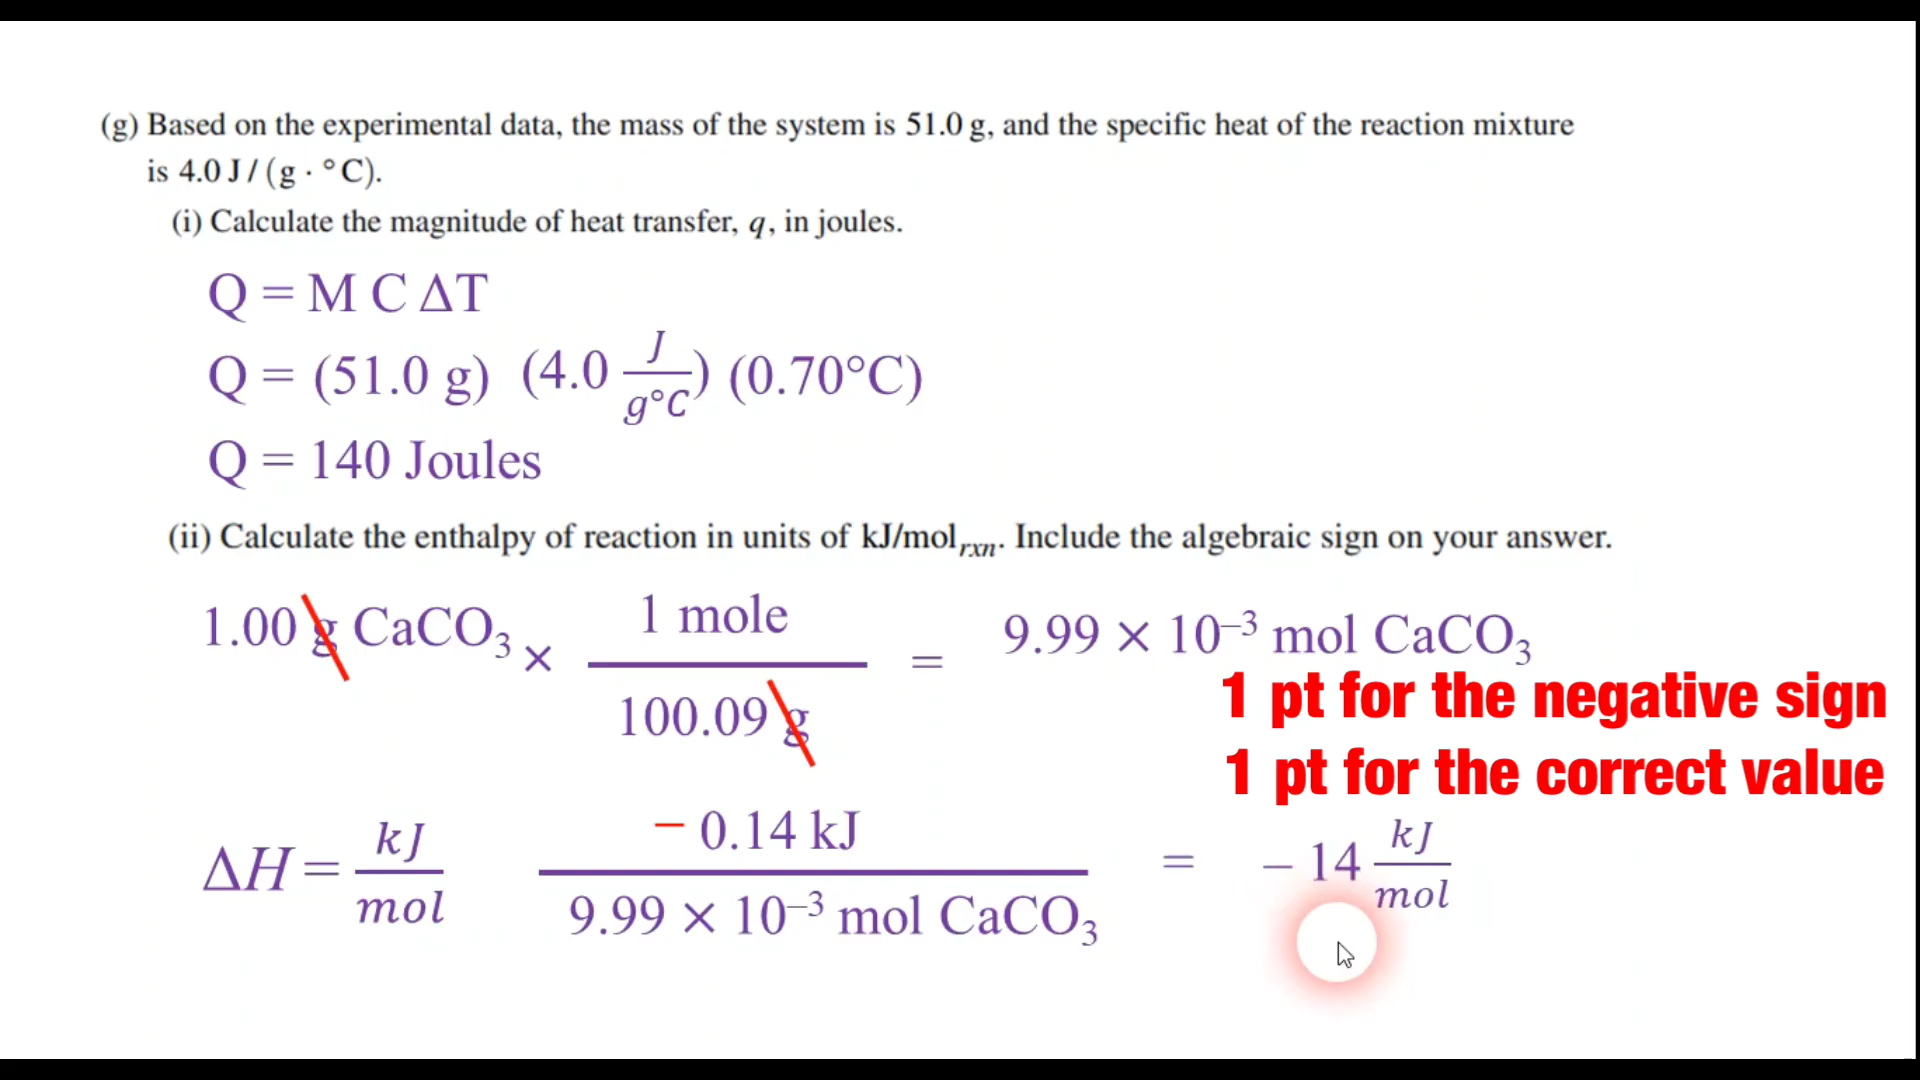 (g) Based on the experimental data, the mass of the system is 51.0 g, and the specific heat of the reaction mixture
is 4.0 J / (g · °C).
(i) Calculate the magnitude of heat transfer, q, in joules.
Q = M C ΔT
Q = (51.0 g) (4.0 J/g°C) (0.70°C)
Q = 140 Joules
(ii) Calculate the enthalpy of reaction in units of kJ/mol_rxn. Include the algebraic sign on your answer.
1.00 g CaCO₃ × 1 mole / 100.09 g = 9.99 × 10⁻³ mol CaCO₃
1 pt for the negative sign
1 pt for the correct value
ΔH = kJ/mol − 0.14 kJ / 9.99 × 10⁻³ mol CaCO₃ = − 14 kJ/mol